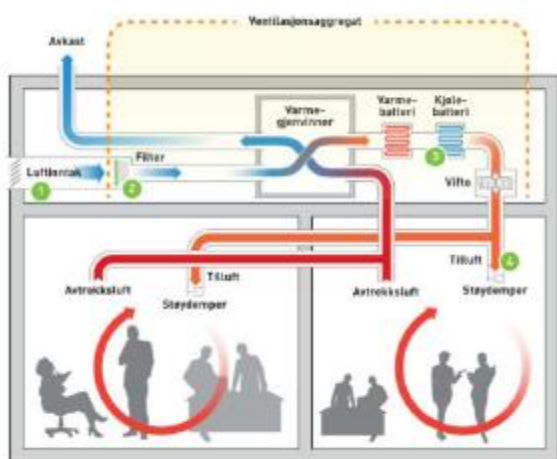 Ventilasjonsaggregat
Avkast
Varme-
gjenvinner
Varme-
batteri
Kjøle-
batteri
Filter
Luftinntak
1
2
3
Vifte
4
Tilluft
Avtrekksluft
Støydemper
Tilluft
Avtrekksluft
Støydemper